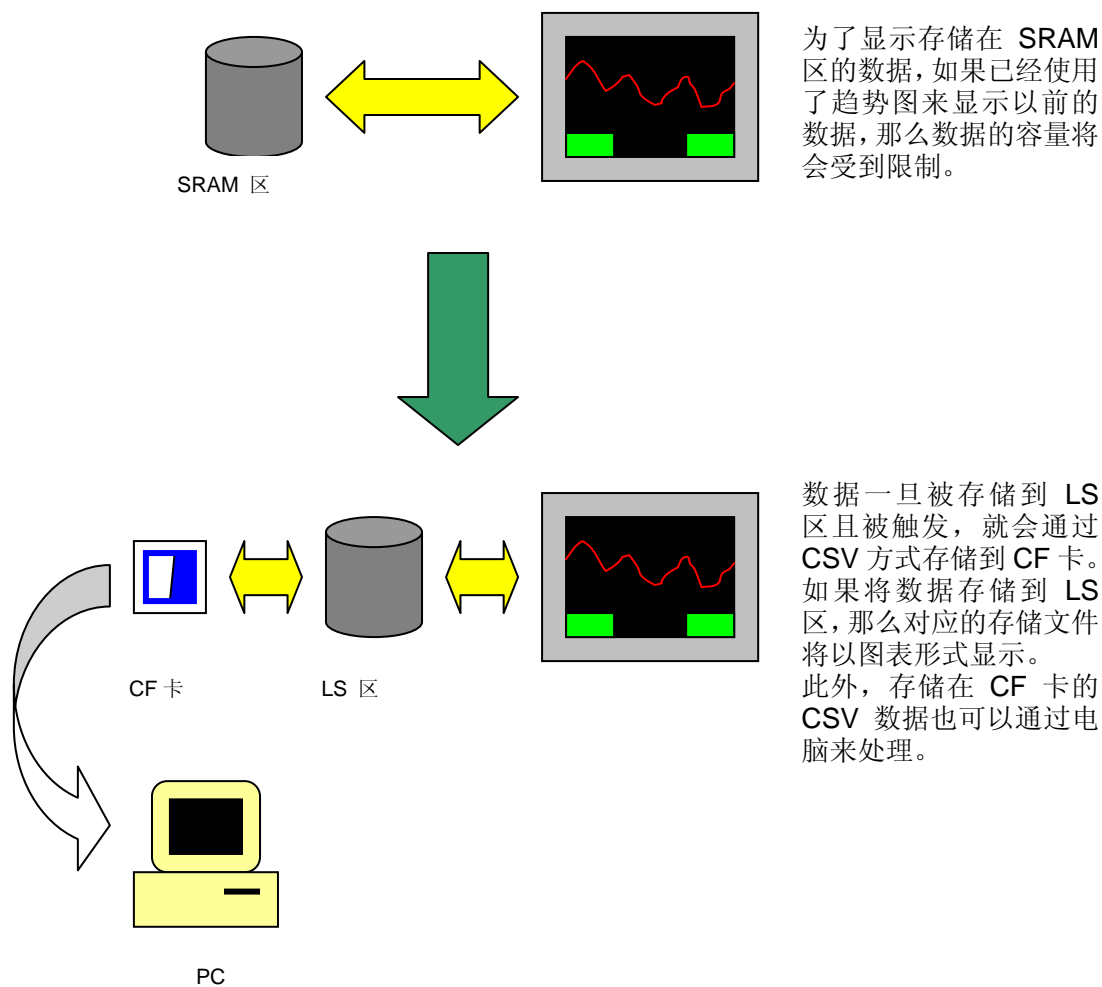 为了显示存储在 SRAM
区的数据，如果已经使用
了趋势图来显示以前的
数据，那么数据的容量将
会受到限制。
SRAM 区
数据一旦被存储到 LS
区且被触发，就会通过
CSV 方式存储到 CF 卡。
如果将数据存储到 LS
区，那么对应的存储文件
将以图表形式显示。
此外，存储在 CF 卡的
CSV 数据也可以通过电
脑来处理。
CF 卡
LS 区
PC